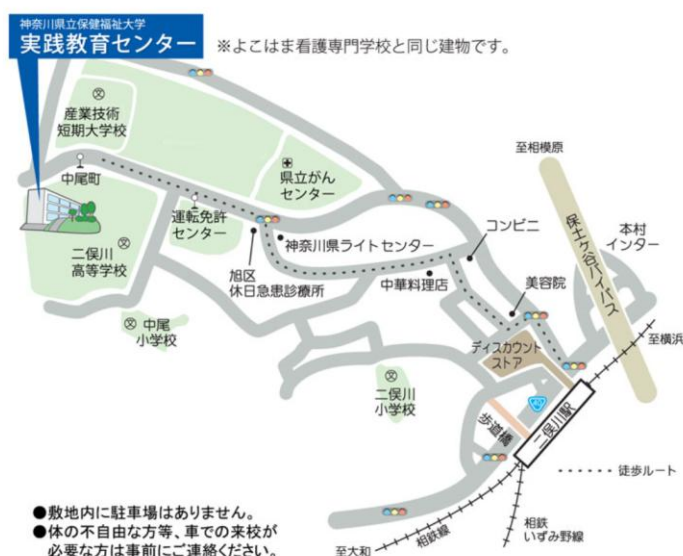 神奈川県立保健福祉大学
実践教育センター
※よこはま看護専門学校と同じ建物です。
産業技術
短期大学校
中尾町
県立がん
センター
至相模原
運転免許
センター
コンビニ
本村
インター
保土ヶ谷バイパス
二俣川
高等学校
神奈川県ライトセンター
旭区
休日急患診療所
中華料理店
美容院
中尾
小学校
ディスカウント
ストア
至横浜
二俣川
小学校
歩道橋
二俣川駅
徒歩ルート
●敷地内に駐車場はありません。
●体の不自由な方等、車での来校が
必要な方は事前にご連絡ください。
至大和
相鉄線
相鉄
いずみ野線